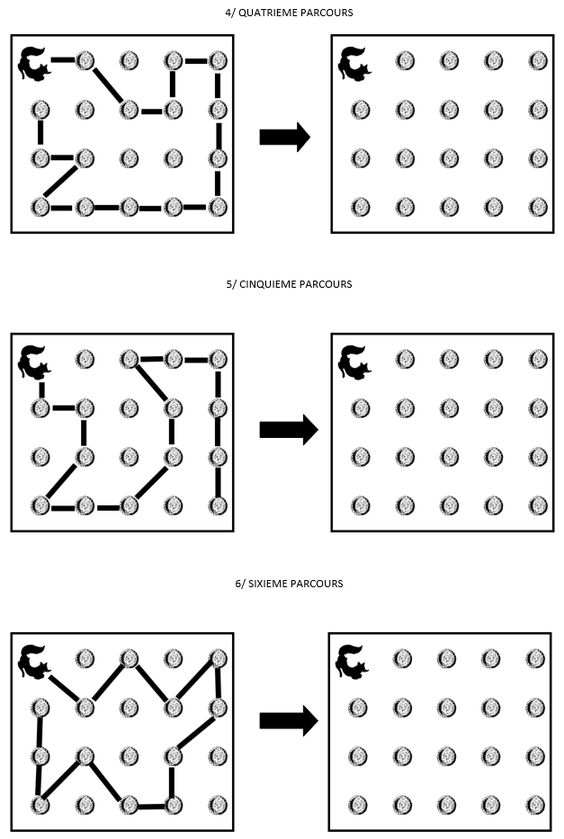 4/ QUATRIEME PARCOURS
5/ CINQUIEME PARCOURS
6/ SIXIEME PARCOURS